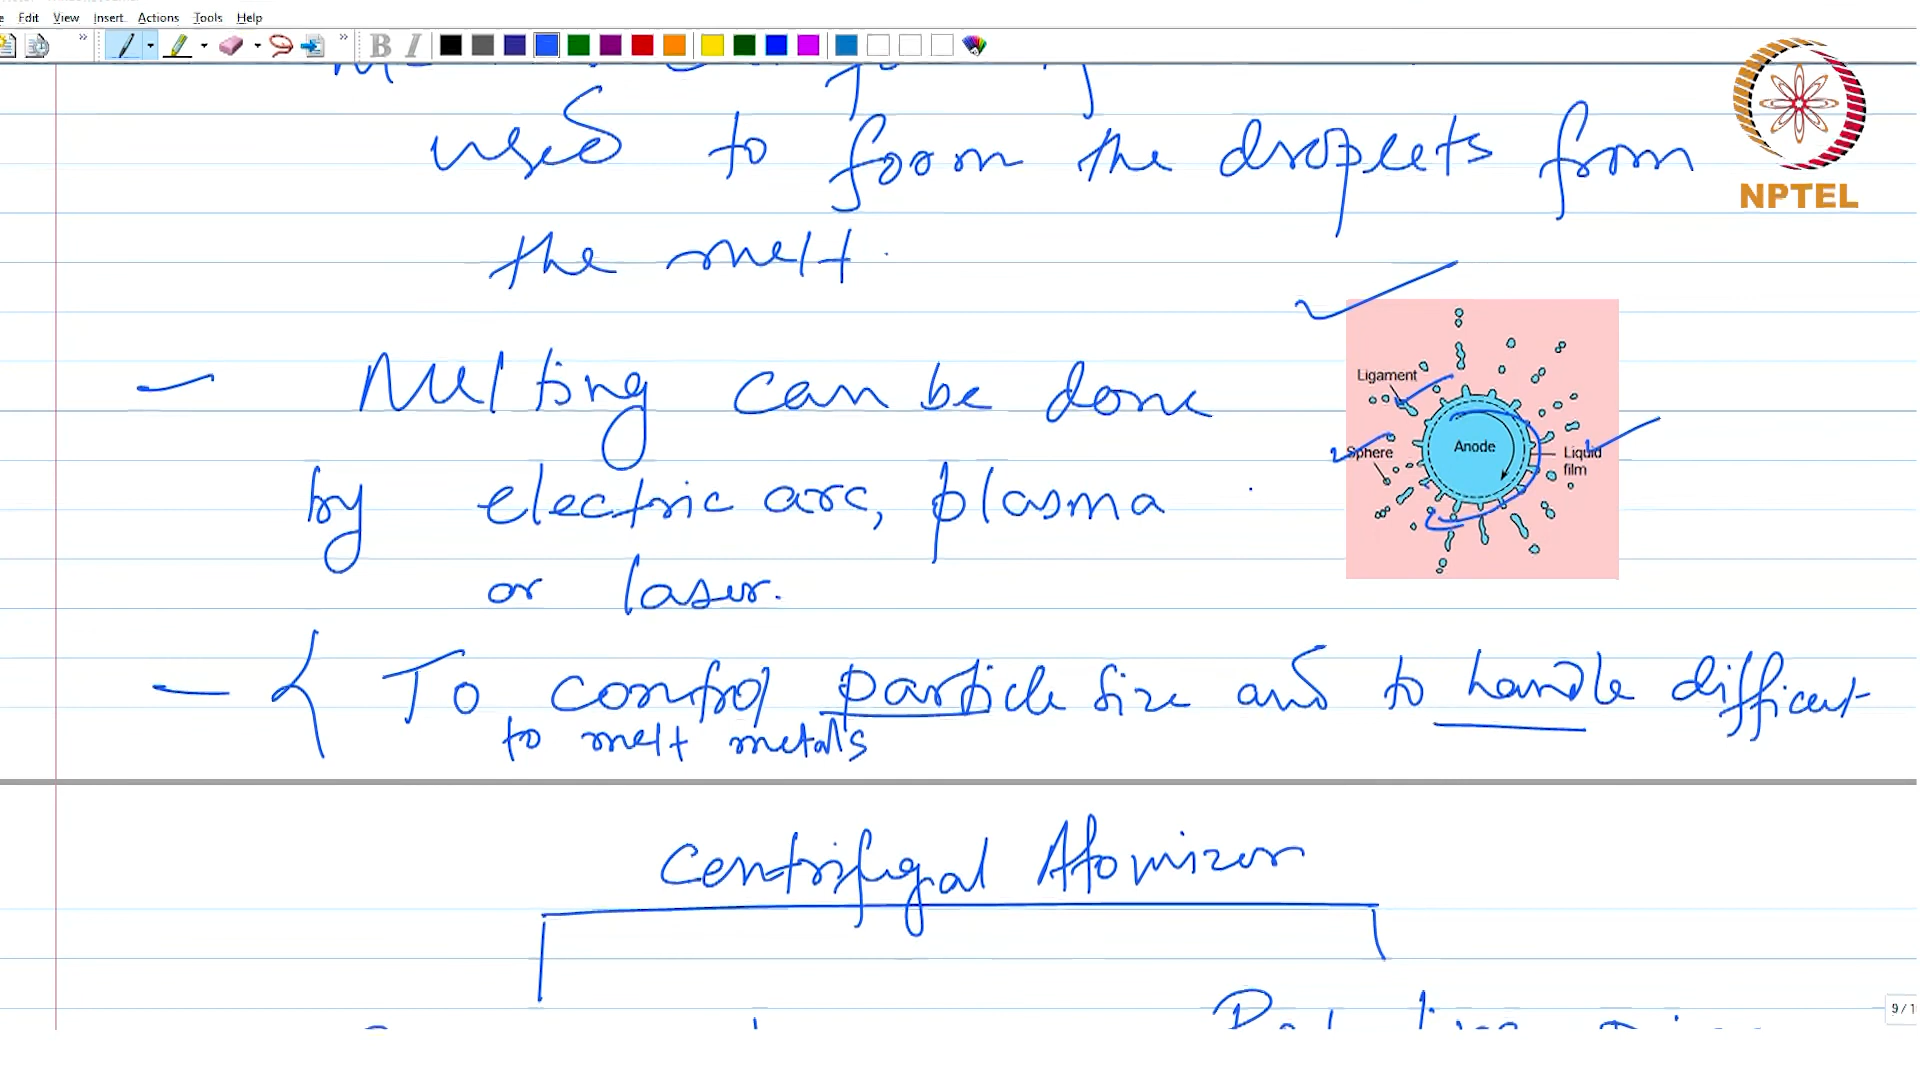 Edit View Insert Actions Tools Help
B I
used to form the droplets from
the melt.
NPTEL
- Melting can be done
by electric arc, plasma
or laser.
Ligament
Anode
Sphere
Liquid
film
- To control particle size and to handle difficult
to melt metals
Centrifugal Atomizer
9 / 1